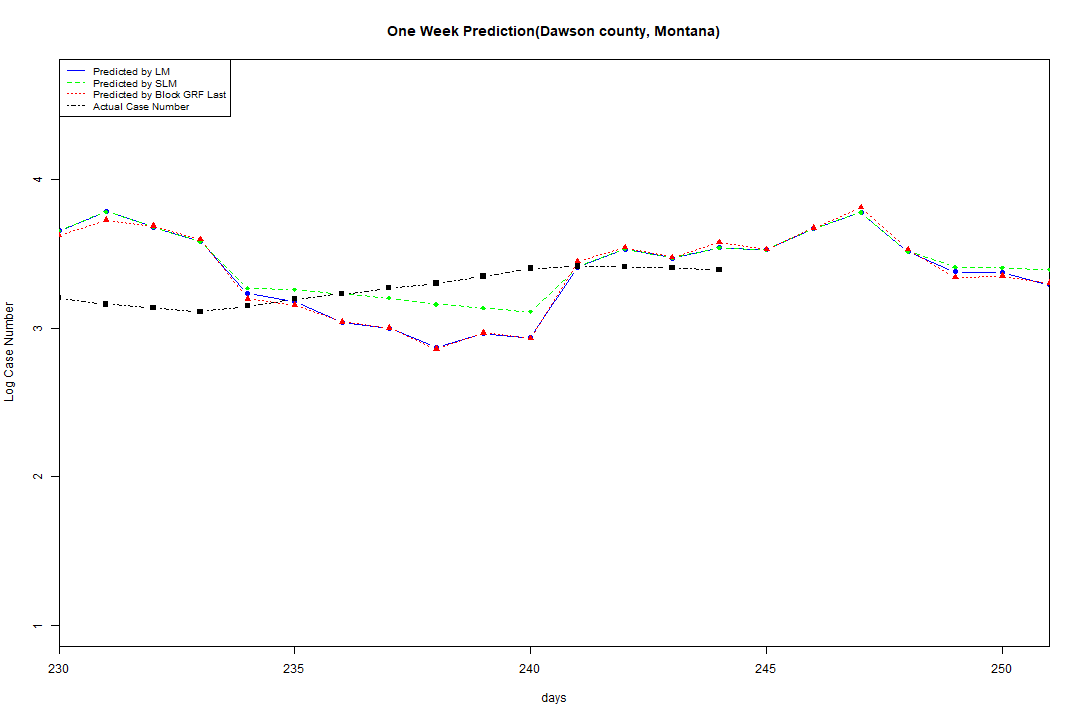 One Week Prediction(Dawson county, Montana)
Predicted by LM
Predicted by SLM
Predicted by Block GRF Last
Actual Case Number
4
3
2
1
Log Case Number
230
235
240
245
250
days